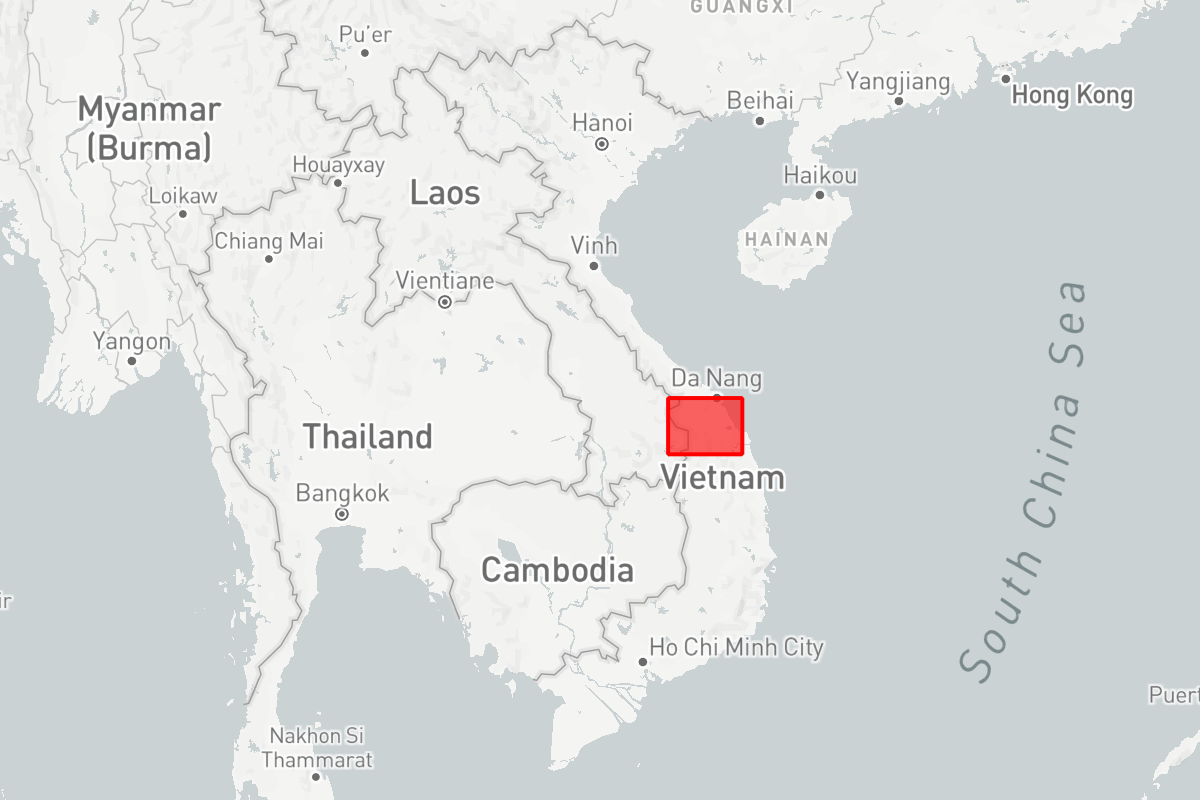 GUANGXI
Pu'er
Yangjiang
Beihai
Hong Kong
Myanmar
(Burma)
Hanoi
Houayxay
Laos
Haikou
Loikaw
Chiang Mai
Vinh
HAINAN
Vientiane
Yangon
Da Nang
South China Sea
Thailand
Vietnam
Bangkok
Cambodia
ir
Ho Chi Minh City
Puert
Nakhon Si
Thammarat